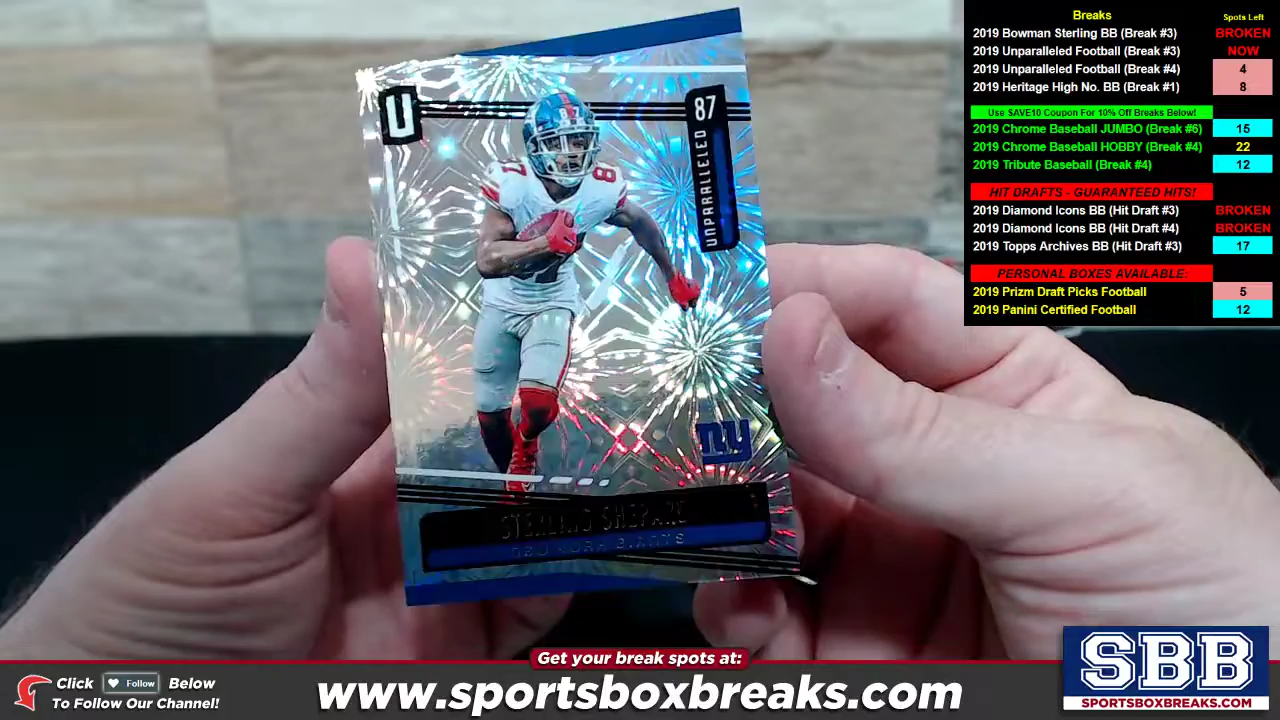 U
87
UNPARALLELED
87
87
ny
STERLING SHEPARD
NEW YORK GIANTS
Breaks Spots Left
2019 Bowman Sterling BB (Break #3) BROKEN
2019 Unparalleled Football (Break #3) NOW
2019 Unparalleled Football (Break #4) 4
2019 Heritage High No. BB (Break #1) 8
Use $AVE10 Coupon For 10% Off Breaks Below!
2019 Chrome Baseball JUMBO (Break #6) 15
2019 Chrome Baseball HOBBY (Break #4) 22
2019 Tribute Baseball (Break #4) 12
HIT DRAFTS - GUARANTEED HITS!
2019 Diamond Icons BB (Hit Draft #3) BROKEN
2019 Diamond Icons BB (Hit Draft #4) BROKEN
2019 Topps Archives BB (Hit Draft #3) 17
PERSONAL BOXES AVAILABLE:
2019 Prizm Draft Picks Football 5
2019 Panini Certified Football 12
Get your break spots at:
Click Follow Below
To Follow Our Channel!
www.sportsboxbreaks.com
SBB
SPORTSBOXBREAKS.COM